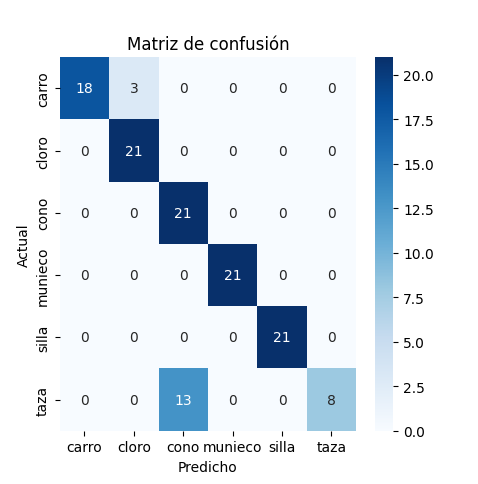 Matriz de confusión
Actual
carro 18 3 0 0 0 0
cloro 0 21 0 0 0 0
cono 0 0 21 0 0 0
munieco 0 0 0 21 0 0
silla 0 0 0 0 21 0
taza 0 0 13 0 0 8
carro cloro cono munieco silla taza
Predicho
20.0
17.5
15.0
12.5
10.0
7.5
5.0
2.5
0.0